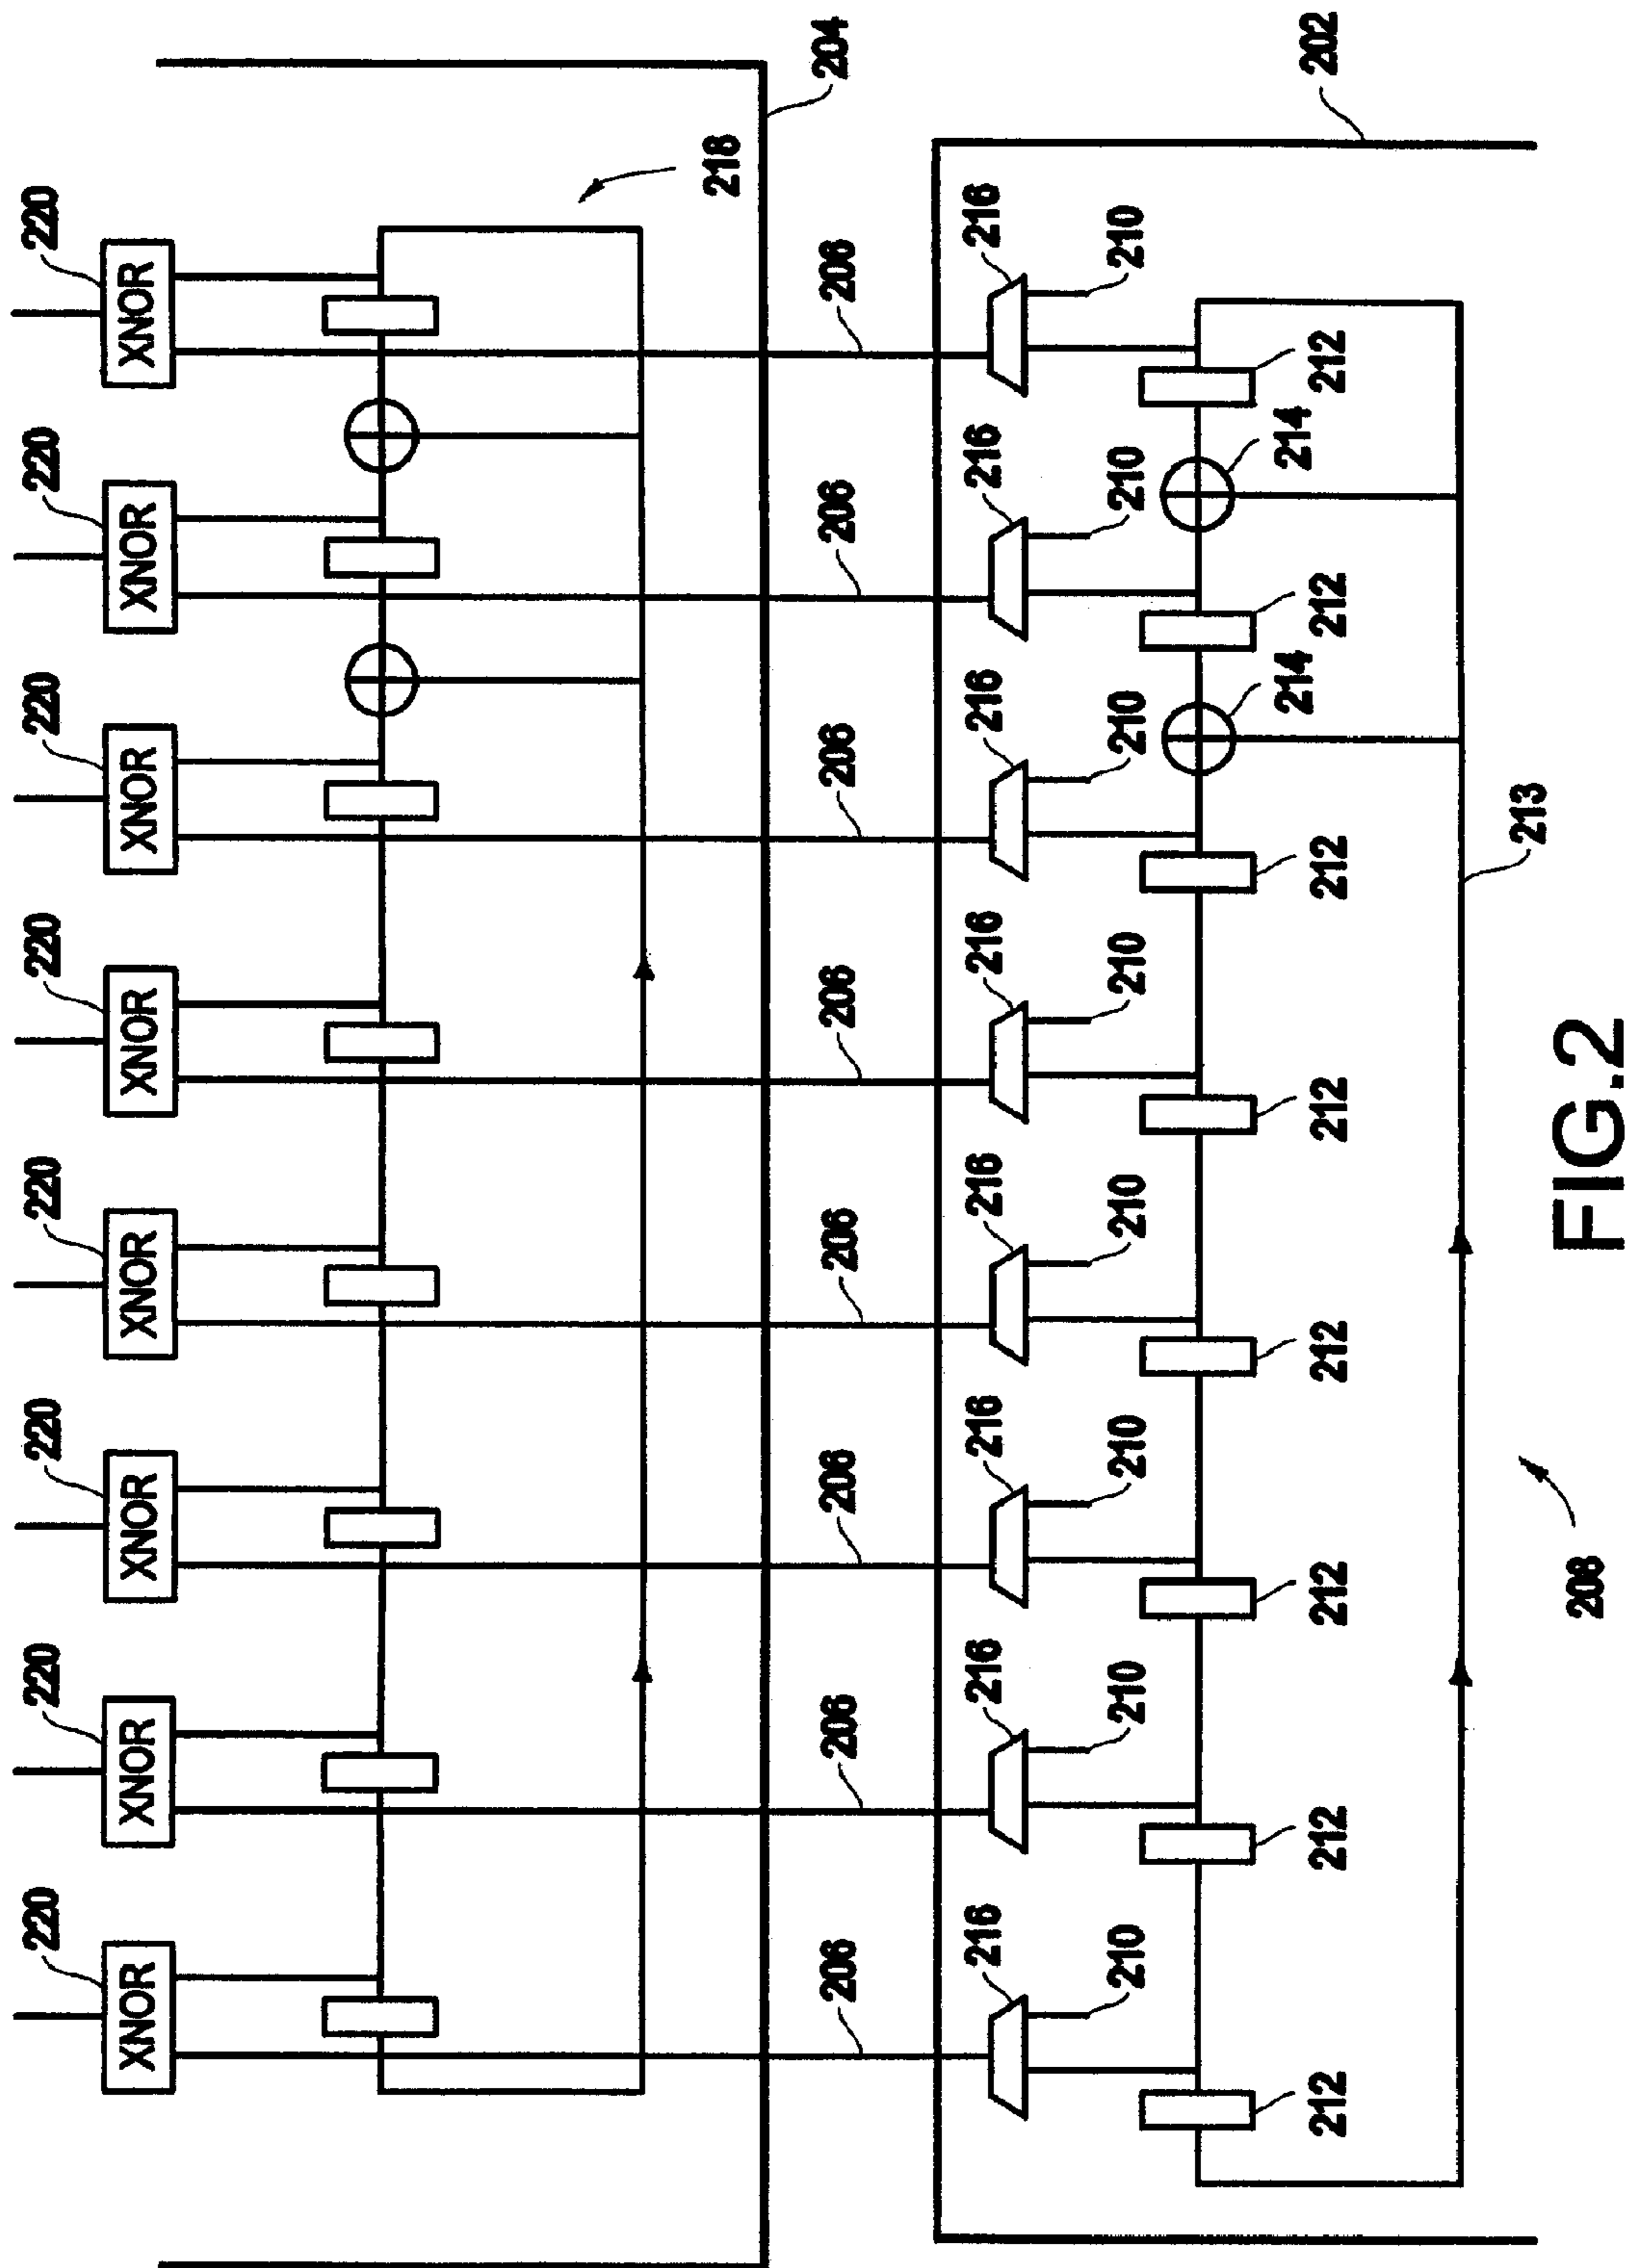 220 220 220 220 220 220 220 220
XNOR XNOR XNOR XNOR XNOR XNOR XNOR XNOR
218
204
206 206 206 206 206 206 206 206
202
216 216 216 216 216 216 216 216
210 210 210 210 210 210 210 210
214 214
212 212 212 212 212 212 212 212
213
208
FIG.2